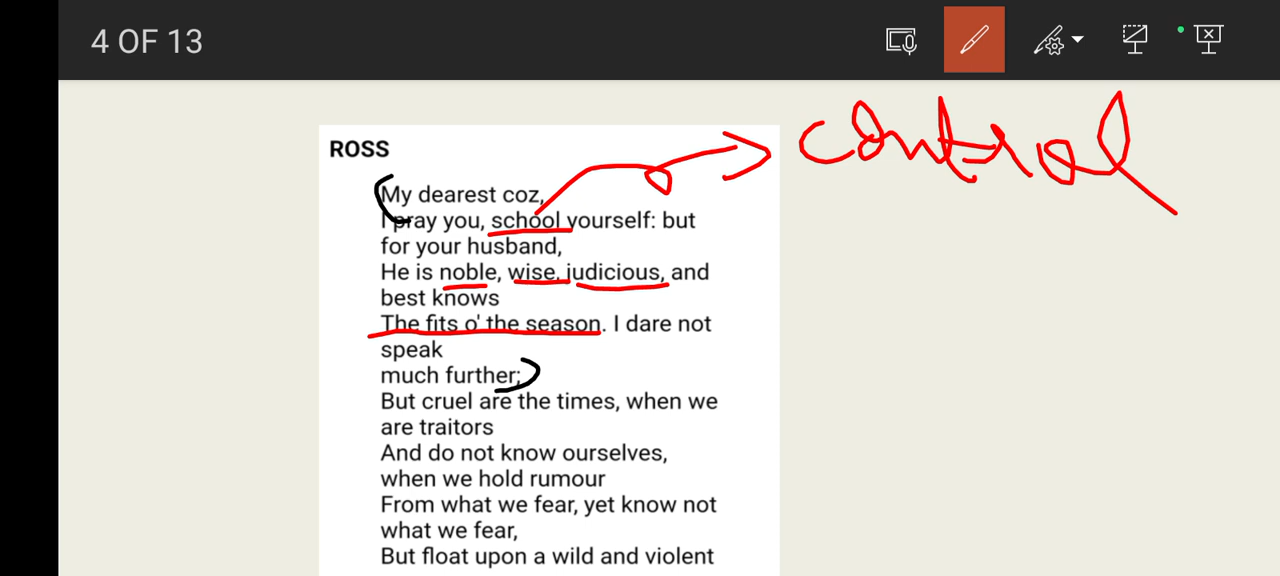 4 OF 13
control
ROSS
My dearest coz,
I pray you, school yourself: but
for your husband,
He is noble, wise, judicious, and
best knows
The fits o' the season. I dare not
speak
much further;
But cruel are the times, when we
are traitors
And do not know ourselves,
when we hold rumour
From what we fear, yet know not
what we fear,
But float upon a wild and violent